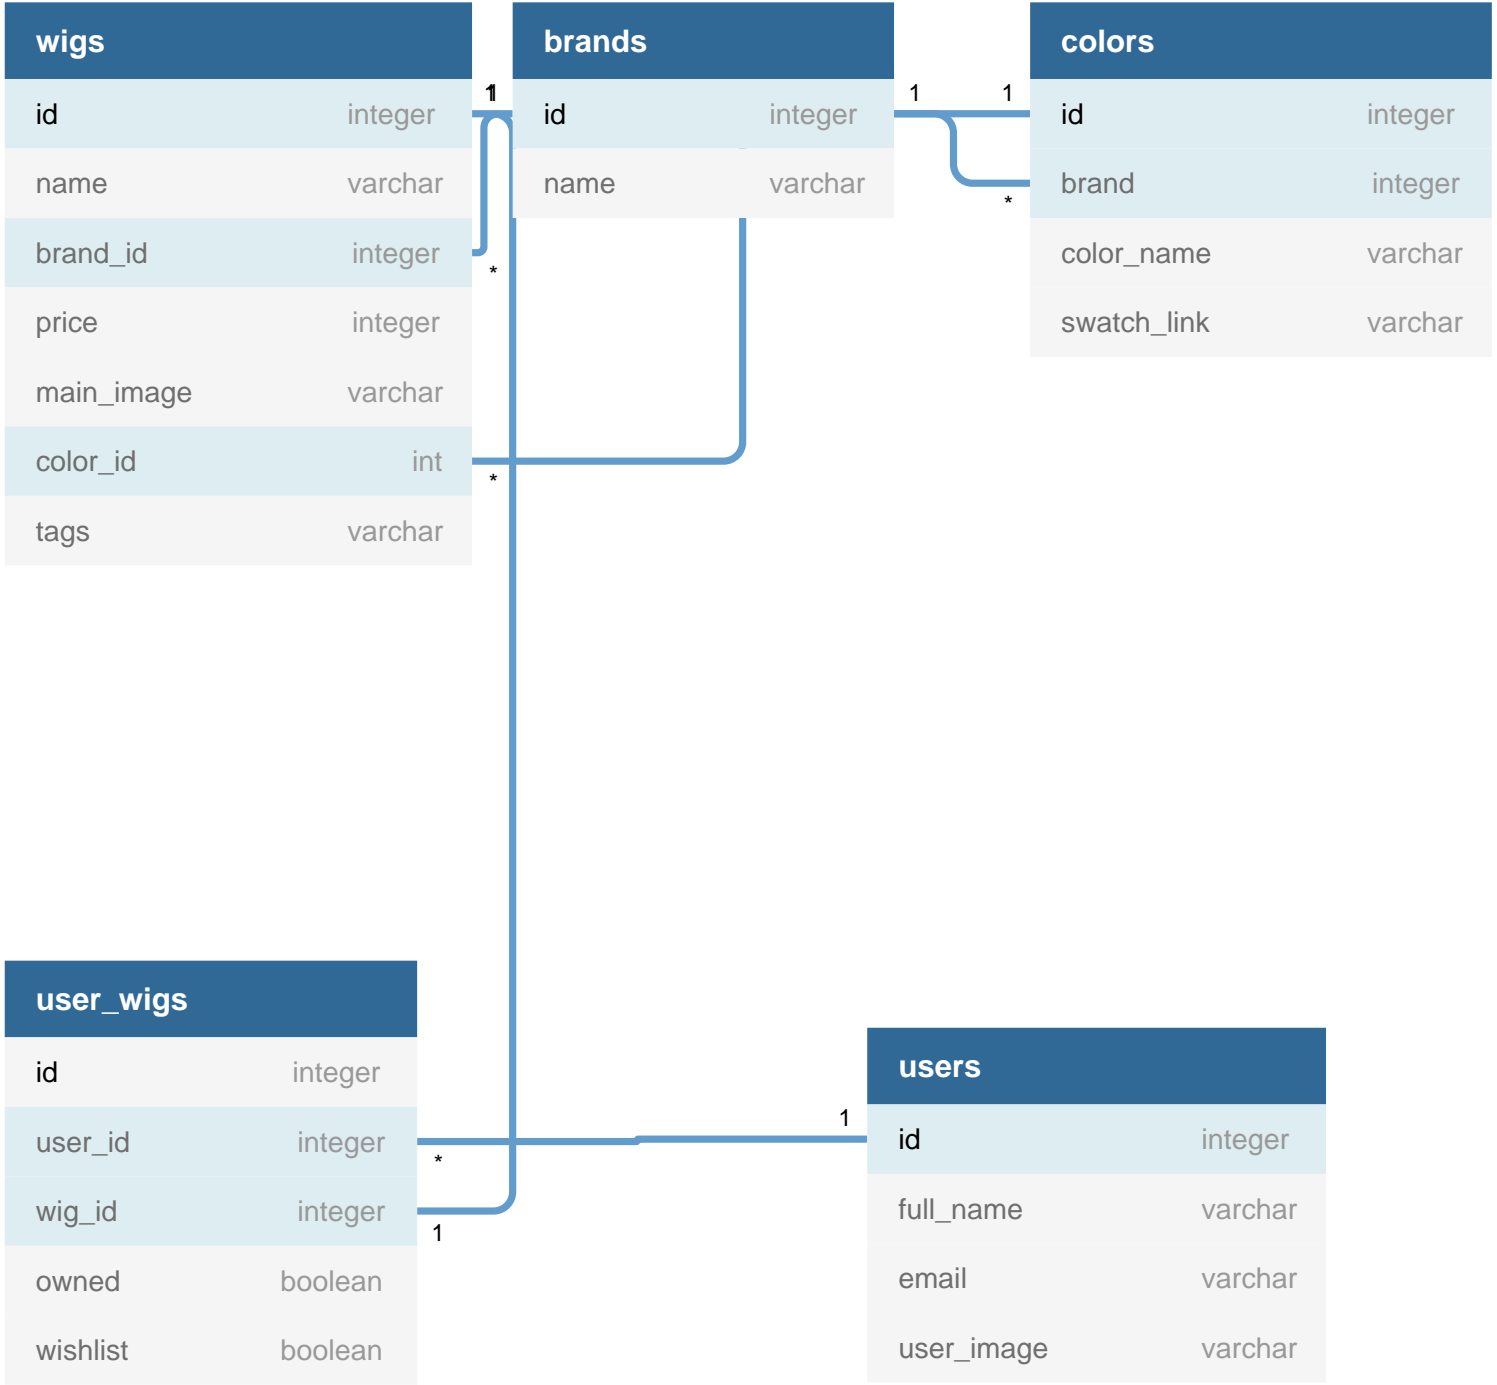 wigs
id integer
name varchar
brand_id integer
price integer
main_image varchar
color_id int
tags varchar
1
1
*
*
brands
id integer
name varchar
1
1
*
colors
id integer
brand integer
color_name varchar
swatch_link varchar
user_wigs
id integer
user_id integer
wig_id integer
owned boolean
wishlist boolean
*
1
1
users
id integer
full_name varchar
email varchar
user_image varchar